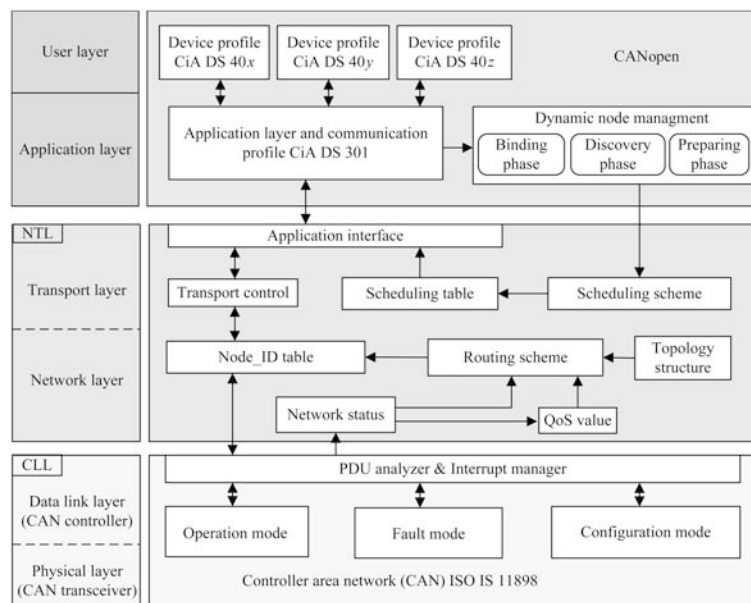 User layer
Device profile
CiA DS 40x
Device profile
CiA DS 40y
Device profile
CiA DS 40z
CANopen
Application layer
Application layer and communication
profile CiA DS 301
Dynamic node managment
Binding
phase
Discovery
phase
Preparing
phase
NTL
Application interface
Transport layer
Transport control
Scheduling table
Scheduling scheme
Network layer
Node_ID table
Routing scheme
Topology
structure
Network status
QoS value
CLL
PDU analyzer & Interrupt manager
Data link layer
(CAN controller)
Operation mode
Fault mode
Configuration mode
Physical layer
(CAN transceiver)
Controller area network (CAN) ISO IS 11898